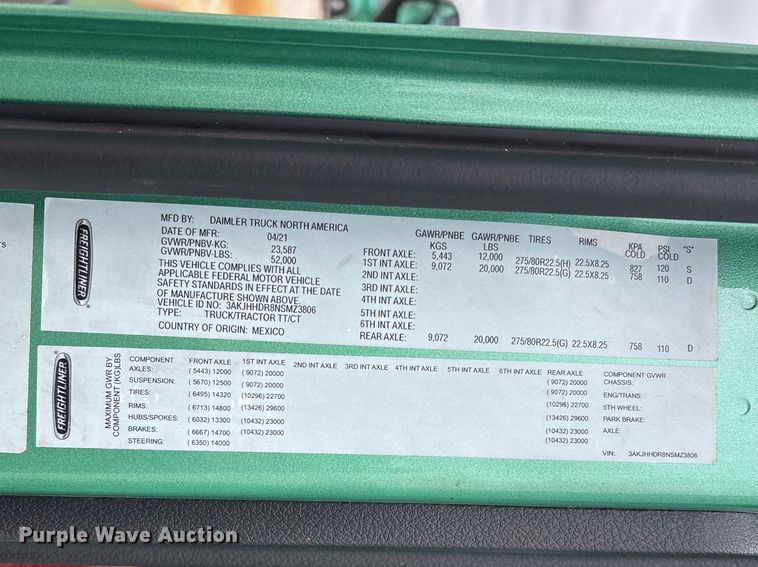 rs
FREIGHTLINER
MFD BY: DAIMLER TRUCK NORTH AMERICA
DATE OF MFR: 04/21
GVWR/PNBV-KG: 23,587
GVWR/PNBV-LBS: 52,000
THIS VEHICLE COMPLIES WITH ALL
APPLICABLE FEDERAL MOTOR VEHICLE
SAFETY STANDARDS IN EFFECT AT THE DATE
OF MANUFACTURE SHOWN ABOVE.
VEHICLE ID NO: 3AKJHHDR8NSMZ3806
TYPE: TRUCK/TRACTOR TT/CT
COUNTRY OF ORIGIN: MEXICO
GAWR/PNBE KGS GAWR/PNBE LBS TIRES RIMS KPA COLD PSI COLD "S"
FRONT AXLE: 5,443 12,000 275/80R22.5(H) 22.5X8.25 827 120 S
1ST INT AXLE: 9,072 20,000 275/80R22.5(G) 22.5X8.25 758 110 D
2ND INT AXLE:
3RD INT AXLE:
4TH INT AXLE:
5TH INT AXLE:
6TH INT AXLE:
REAR AXLE: 9,072 20,000 275/80R22.5(G) 22.5X8.25 758 110 D
FREIGHTLINER
MAXIMUM GWR BY
COMPONENT (KG)LBS
COMPONENT FRONT AXLE 1ST INT AXLE 2ND INT AXLE 3RD INT AXLE 4TH INT AXLE 5TH INT AXLE 6TH INT AXLE REAR AXLE COMPONENT GVWR
AXLES: ( 5443) 12000 ( 9072) 20000 ( 9072) 20000 CHASSIS:
SUSPENSION: ( 5670) 12500 ( 9072) 20000 ( 9072) 20000 ENG/TRANS:
TIRES: ( 6495) 14320 (10296) 22700 (10296) 22700 5TH WHEEL:
RIMS: ( 6713) 14800 (13426) 29600 (13426) 29600 PARK BRAKE:
HUBS/SPOKES: ( 6032) 13300 (10432) 23000 (10432) 23000 AXLE:
BRAKES: ( 6667) 14700 (10432) 23000 (10432) 23000
STEERING: ( 6350) 14000
VIN: 3AKJHHDR8NSMZ3806
Purple Wave Auction